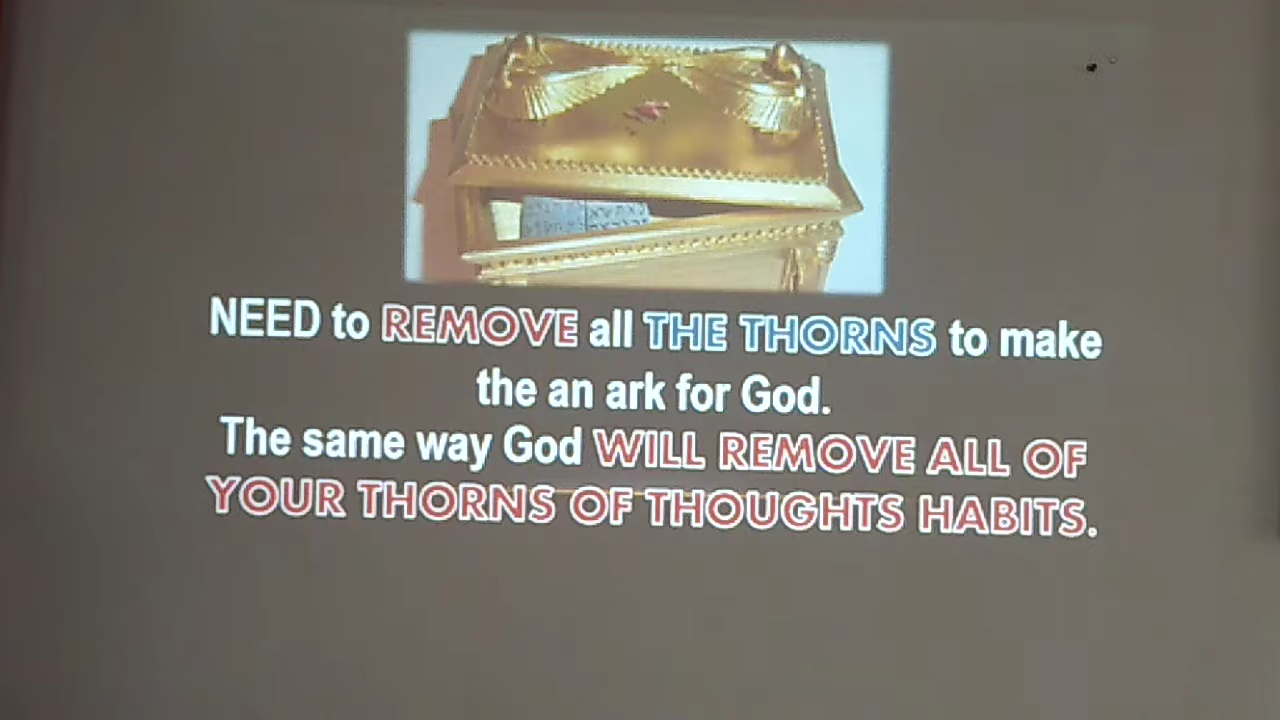 NEED to REMOVE all THE THORNS to make
the an ark for God.
The same way God WILL REMOVE ALL OF
YOUR THORNS OF THOUGHTS HABITS.